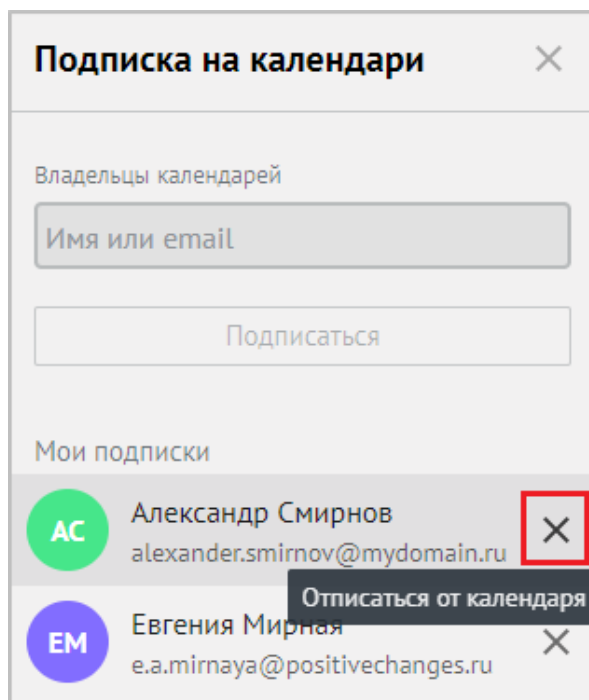 Подписка на календари
Владельцы календарей
Имя или email
Подписаться
Мои подписки
АС
Александр Смирнов
alexander.smirnov@mydomain.ru
Отписаться от календаря
ЕМ
Евгения Мирная
e.a.mirnaya@positivechanges.ru